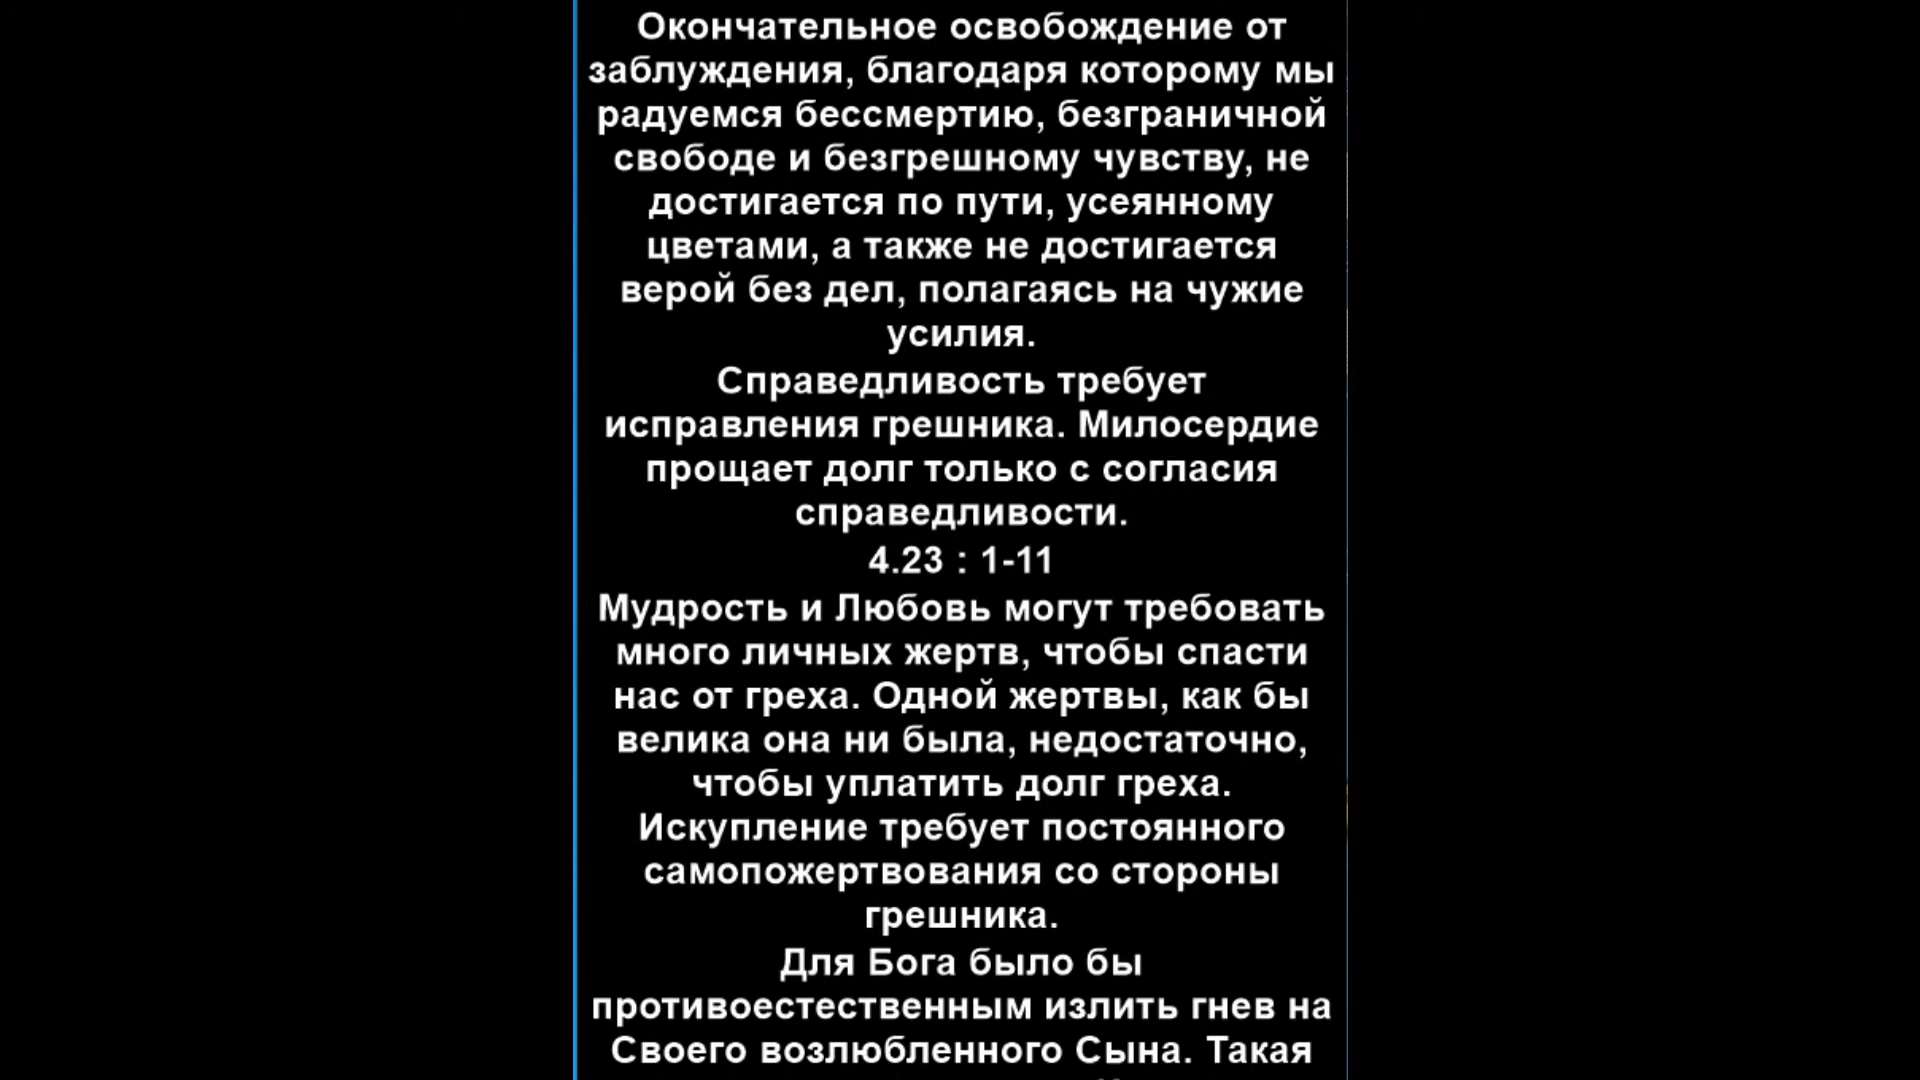 Окончательное освобождение от
заблуждения, благодаря которому мы
радуемся бессмертию, безграничной
свободе и безгрешному чувству, не
достигается по пути, усеянному
цветами, а также не достигается
верой без дел, полагаясь на чужие
усилия.
Справедливость требует
исправления грешника. Милосердие
прощает долг только с согласия
справедливости.
4.23 : 1-11
Мудрость и Любовь могут требовать
много личных жертв, чтобы спасти
нас от греха. Одной жертвы, как бы
велика она ни была, недостаточно,
чтобы уплатить долг греха.
Искупление требует постоянного
самопожертвования со стороны
грешника.
Для Бога было бы
противоестественным излить гнев на
Своего возлюбленного Сына. Такая